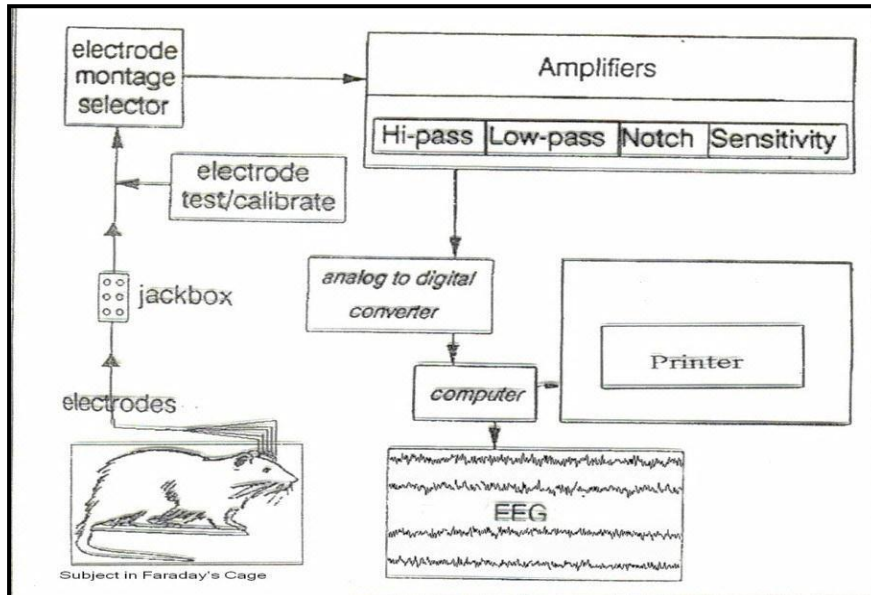 electrode
montage
selector
Amplifiers
Hi-pass Low-pass Notch Sensitivity
electrode
test/calibrate
jackbox
analog to digital
converter
Printer
computer
electrodes
EEG
Subject in Faraday's Cage